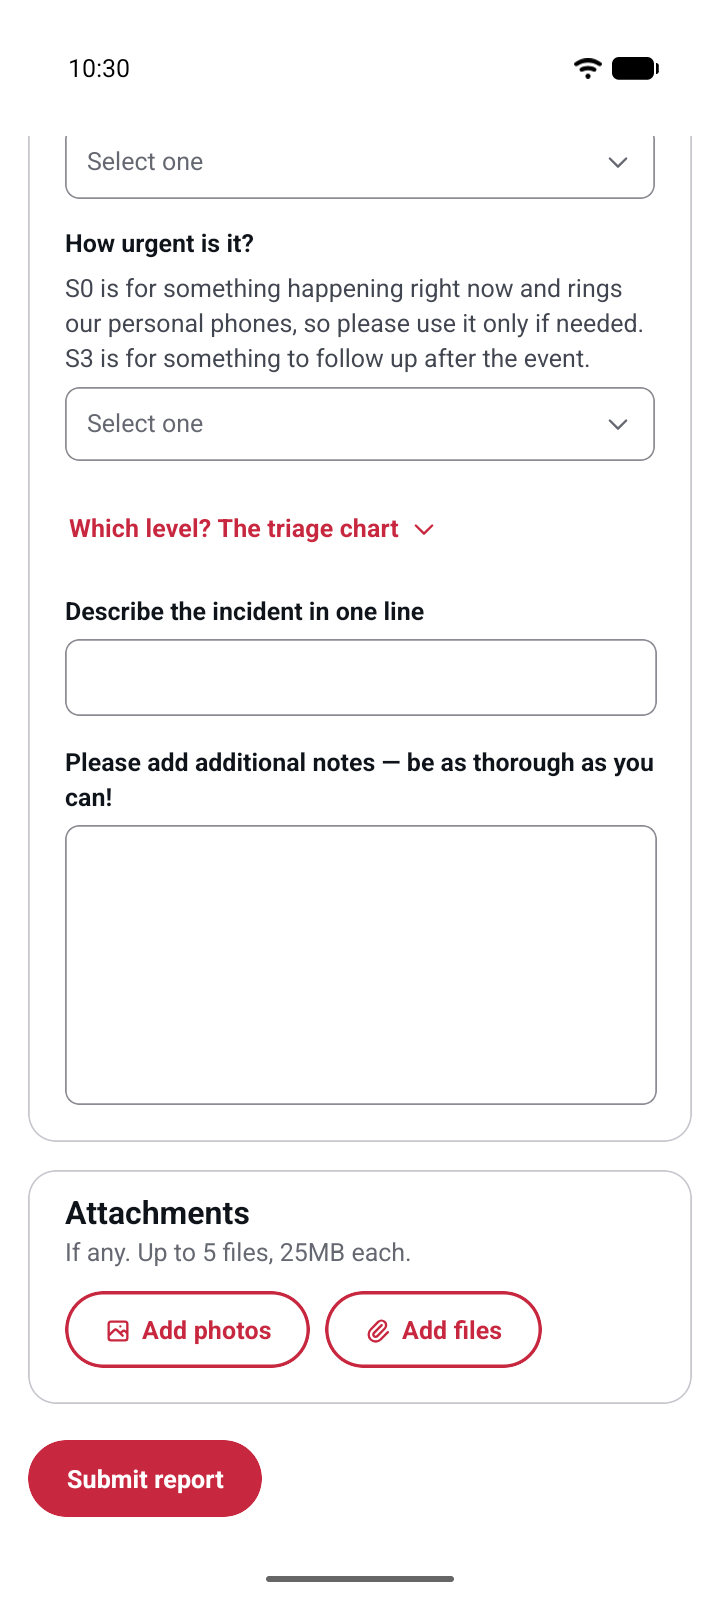 10:30
Select one
How urgent is it?
S0 is for something happening right now and rings
our personal phones, so please use it only if needed.
S3 is for something to follow up after the event.
Select one
Which level? The triage chart
Describe the incident in one line
Please add additional notes — be as thorough as you
can!
Attachments
If any. Up to 5 files, 25MB each.
Add photos
Add files
Submit report